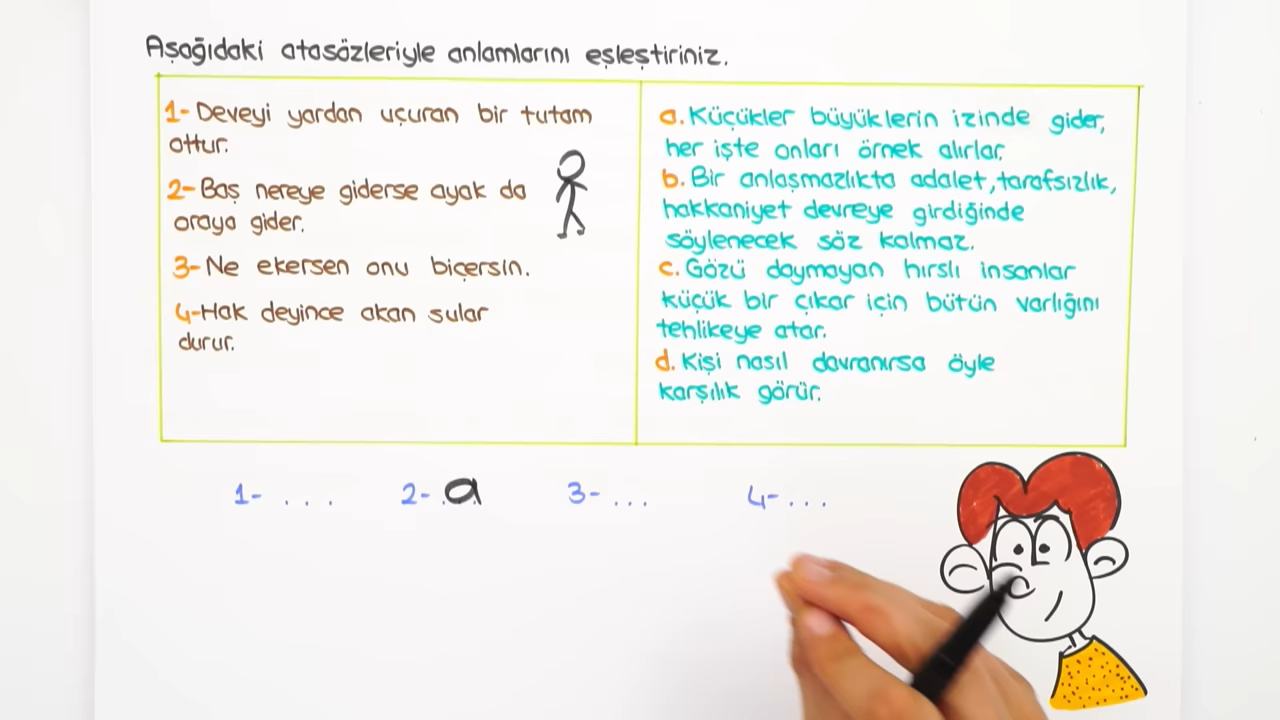 Aşağıdaki atasözleriyle anlamlarını eşleştiriniz.
1- Deveyi yardan uçuran bir tutam
ottur.
2- Baş nereye giderse ayak da
oraya gider.
3- Ne ekersen onu biçersin.
4- Hak deyince akan sular
durur.
a. Küçükler büyüklerin izinde gider,
her işte onları örnek alırlar.
b. Bir anlaşmazlıkta adalet, tarafsızlık,
hakkaniyet devreye girdiğinde
söylenecek söz kalmaz.
c. Gözü doymayan hırslı insanlar
küçük bir çıkar için bütün varlığını
tehlikeye atar.
d. Kişi nasıl davranırsa öyle
karşılık görür.
1- ... 2- a 3- ... 4- ...